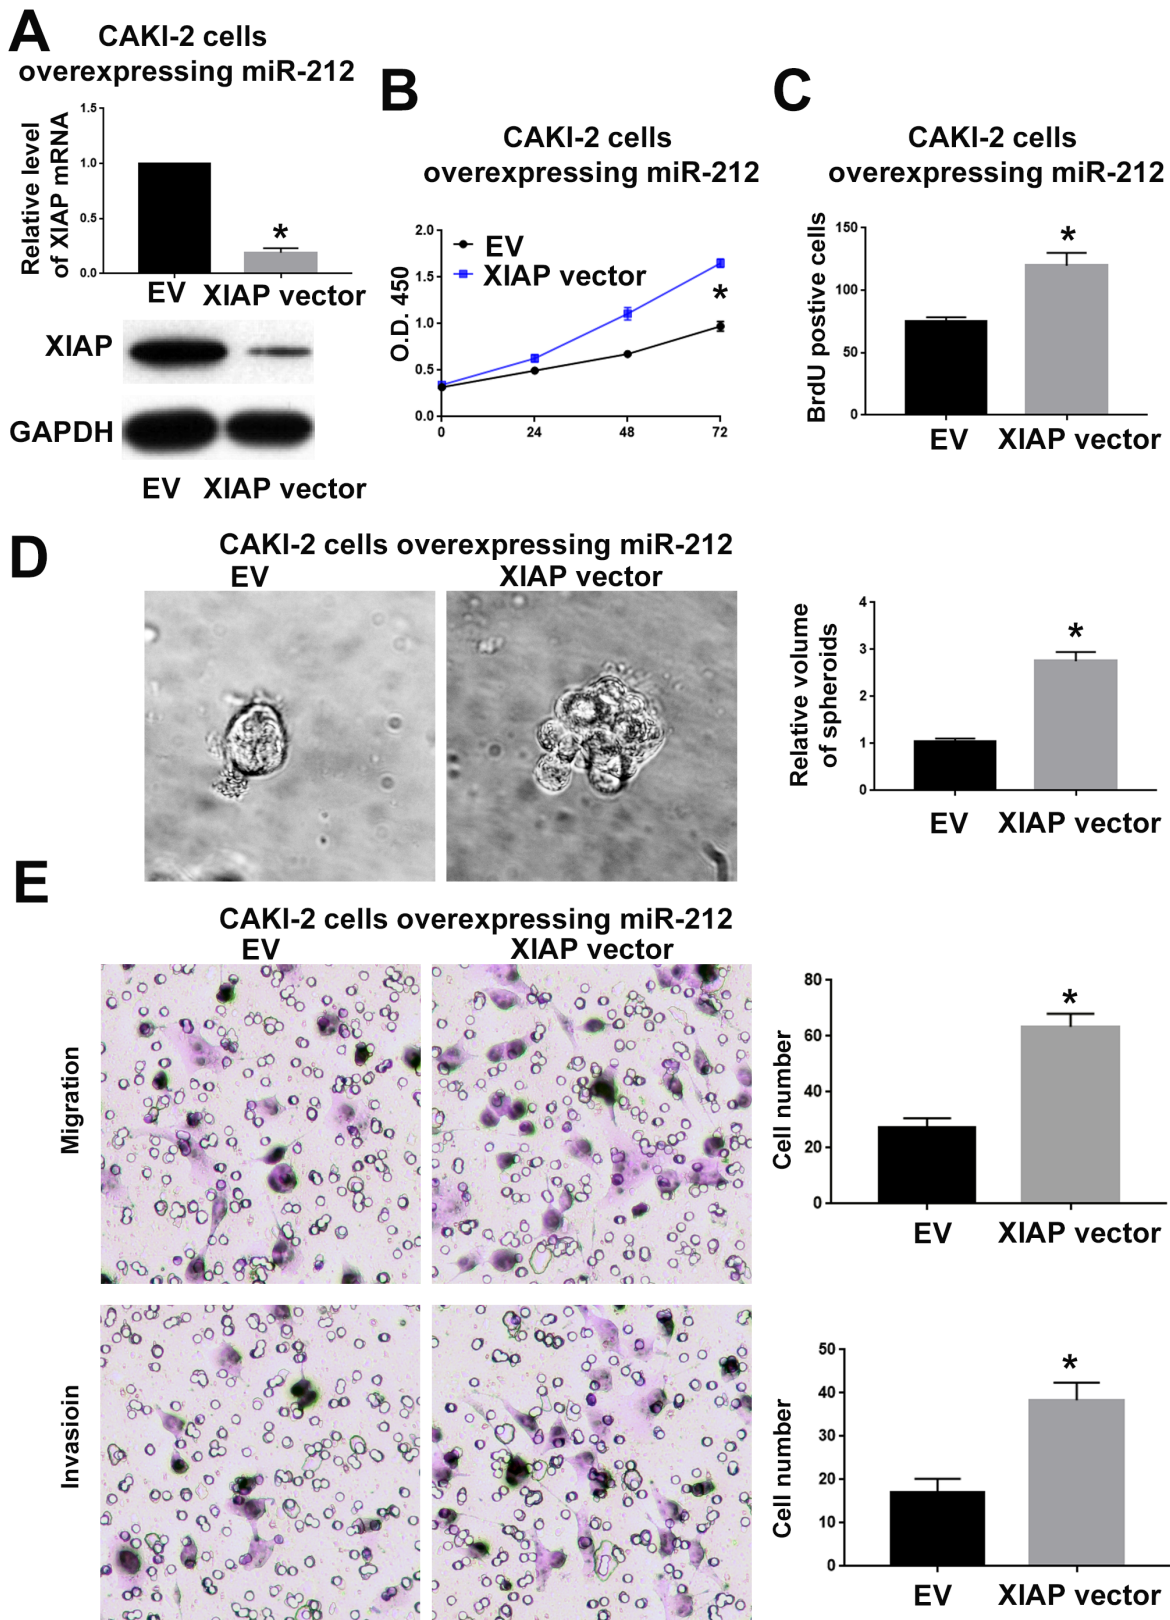 A
CAKI-2 cells
overexpressing miR-212
Relative level
of XIAP mRNA
1.5
1.0
0.5
0.0
*
EV XIAP vector
XIAP
GAPDH
EV XIAP vector
B
CAKI-2 cells
overexpressing miR-212
O.D. 450
2.0
1.5
1.0
0.5
0.0
EV
XIAP vector
*
0 24 48 72
C
CAKI-2 cells
overexpressing miR-212
BrdU postive cells
150
100
50
0
*
EV XIAP vector
D
CAKI-2 cells overexpressing miR-212
EV XIAP vector
Relative volume
of spheroids
4
3
2
1
0
*
EV XIAP vector
E
CAKI-2 cells overexpressing miR-212
EV XIAP vector
Migration
Cell number
80
60
40
20
0
*
EV XIAP vector
Invasioin
Cell number
50
40
30
20
10
0
*
EV XIAP vector